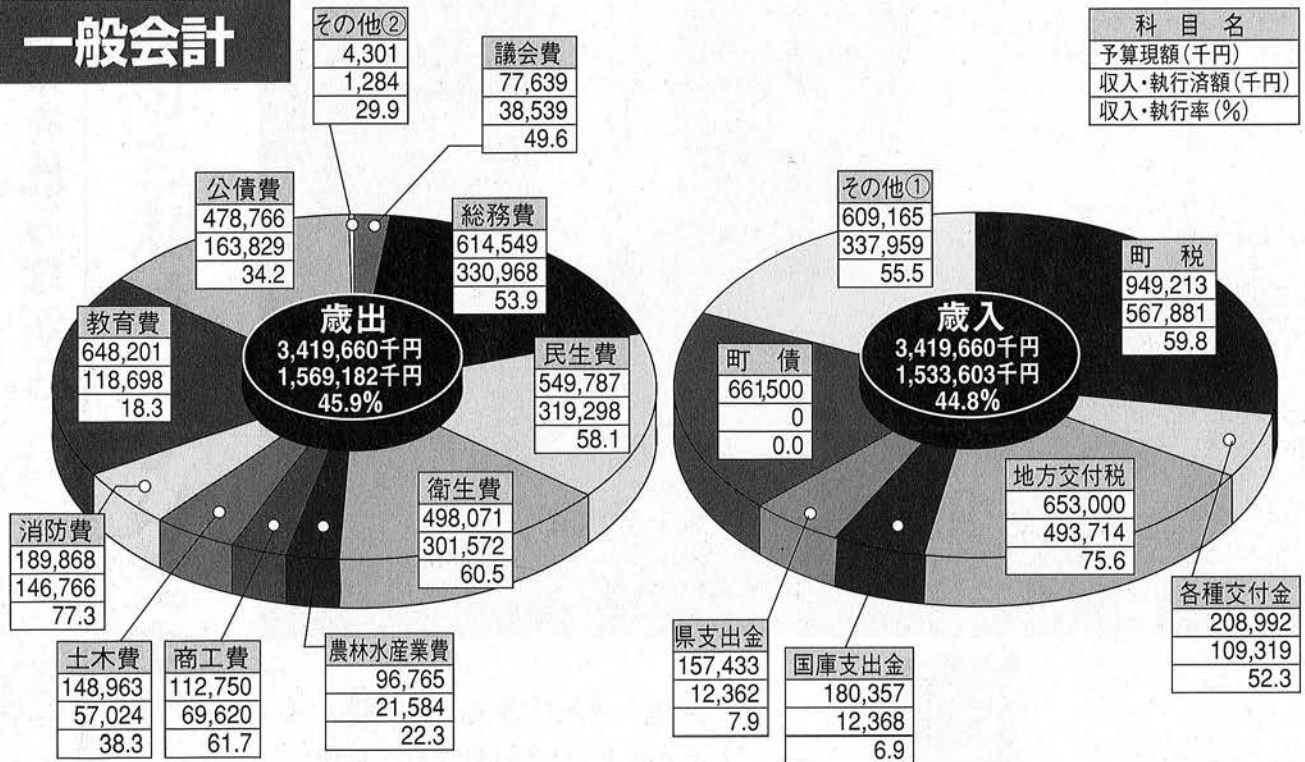 一般会計
科目名
予算現額(千円)
収入・執行済額(千円)
収入・執行率(%)
その他②
4,301
1,284
29.9
議会費
77,639
38,539
49.6
公債費
478,766
163,829
34.2
総務費
614,549
330,968
53.9
教育費
648,201
118,698
18.3
歳出
3,419,660千円
1,569,182千円
45.9%
民生費
549,787
319,298
58.1
衛生費
498,071
301,572
60.5
消防費
189,868
146,766
77.3
土木費
148,963
57,024
38.3
商工費
112,750
69,620
61.7
農林水産業費
96,765
21,584
22.3
その他①
609,165
337,959
55.5
町税
949,213
567,881
59.8
歳入
3,419,660千円
1,533,603千円
44.8%
町債
661,500
0
0.0
地方交付税
653,000
493,714
75.6
各種交付金
208,992
109,319
52.3
県支出金
157,433
12,362
7.9
国庫支出金
180,357
12,368
6.9